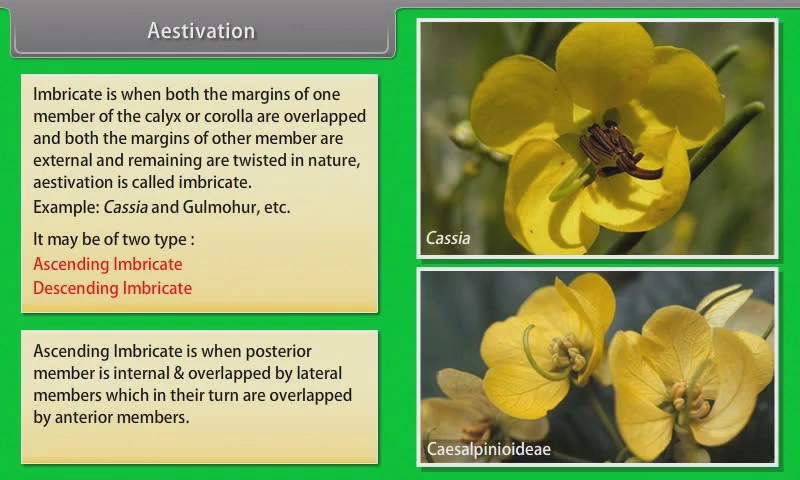 Aestivation
Imbricate is when both the margins of one
member of the calyx or corolla are overlapped
and both the margins of other member are
external and remaining are twisted in nature,
aestivation is called imbricate.
Example: Cassia and Gulmohur, etc.
It may be of two type :
Ascending Imbricate
Descending Imbricate
Ascending Imbricate is when posterior
member is internal & overlapped by lateral
members which in their turn are overlapped
by anterior members.
Cassia
Caesalpinioideae